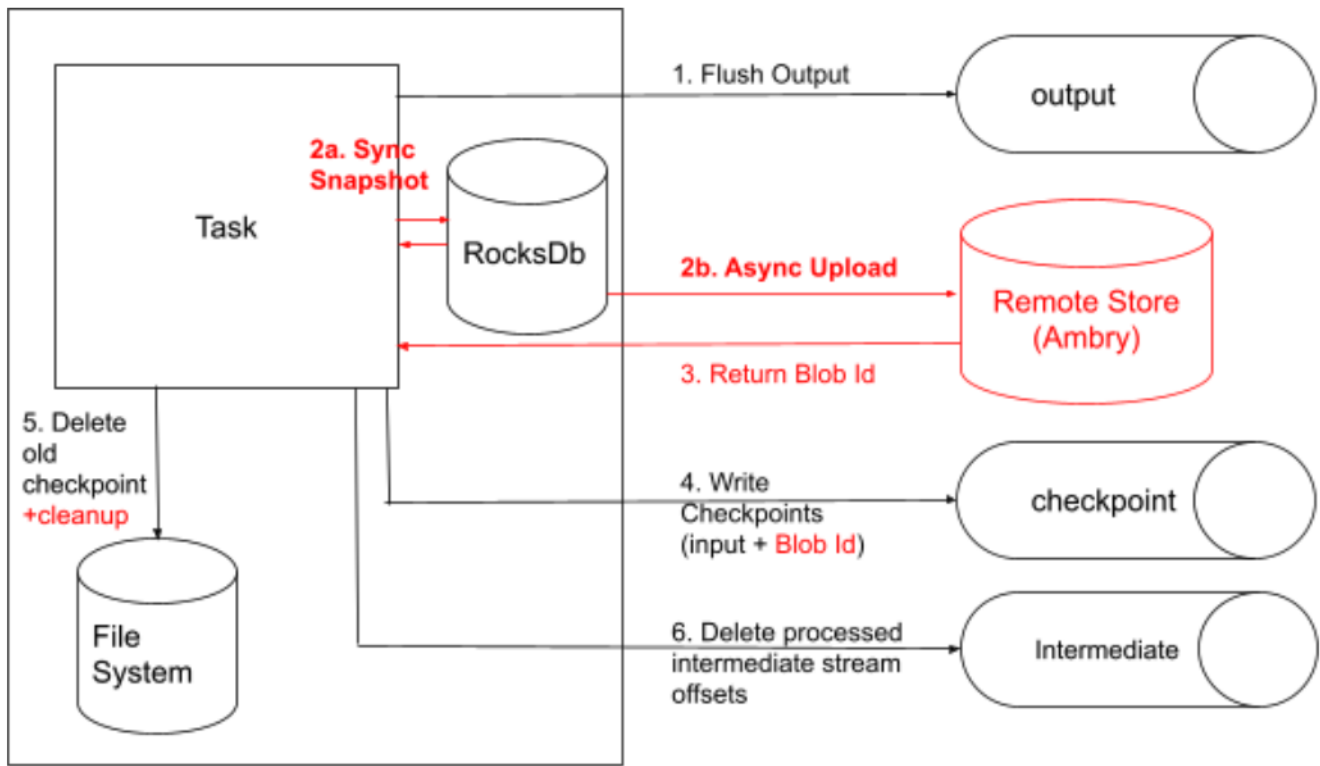 1. Flush Output
output
2a. Sync
Snapshot
Task
RocksDb
2b. Async Upload
Remote Store
(Ambry)
3. Return Blob Id
5. Delete
old
checkpoint
+cleanup
4. Write
Checkpoints
(input + Blob Id)
checkpoint
File
System
6. Delete processed
intermediate stream
offsets
Intermediate